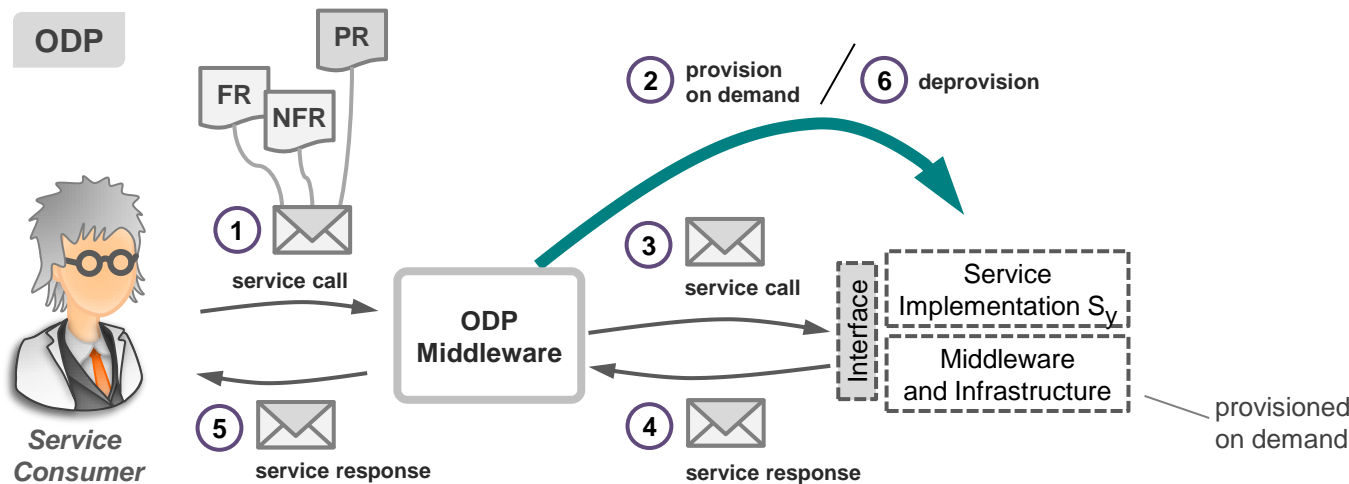 ODP
PR
FR
NFR
2
provision
on demand
6
deprovision
1
service call
3
service call
ODP
Middleware
Interface
Service
Implementation Sy
Middleware
and Infrastructure
provisioned
on demand
5
service response
4
service response
Service
Consumer